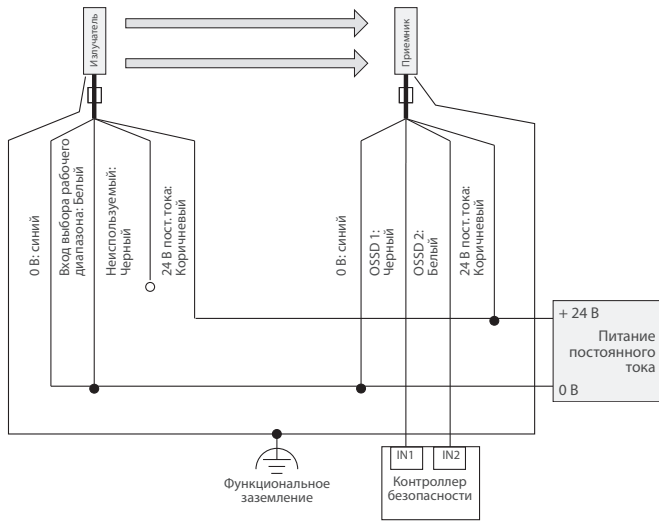 Излучатель
Приемник
0 В: синий
Вход выбора рабочего
диапазона: Белый
Неиспользуемый:
Черный
24 В пост. тока:
Коричневый
0 В: синий
OSSD 1:
Черный
OSSD 2:
Белый
24 В пост. тока:
Коричневый
+ 24 В
Питание
постоянного
тока
0 В
IN1
IN2
Контроллер
безопасности
Функциональное
заземление